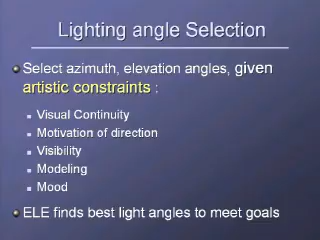 Lighting angle Selection
Select azimuth, elevation angles, given
artistic constraints :
Visual Continuity
Motivation of direction
Visibility
Modeling
Mood
ELE finds best light angles to meet goals